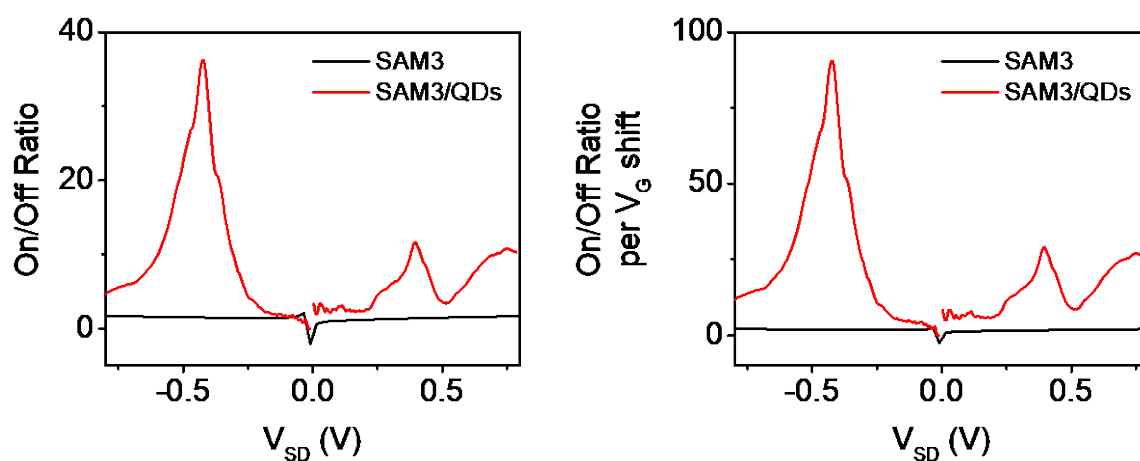 On/Off Ratio
40
20
0
SAM3
SAM3/QDs
-0.5
0.0
0.5
V_SD (V)
On/Off Ratio
per V_G shift
100
50
0
SAM3
SAM3/QDs
-0.5
0.0
0.5
V_SD (V)